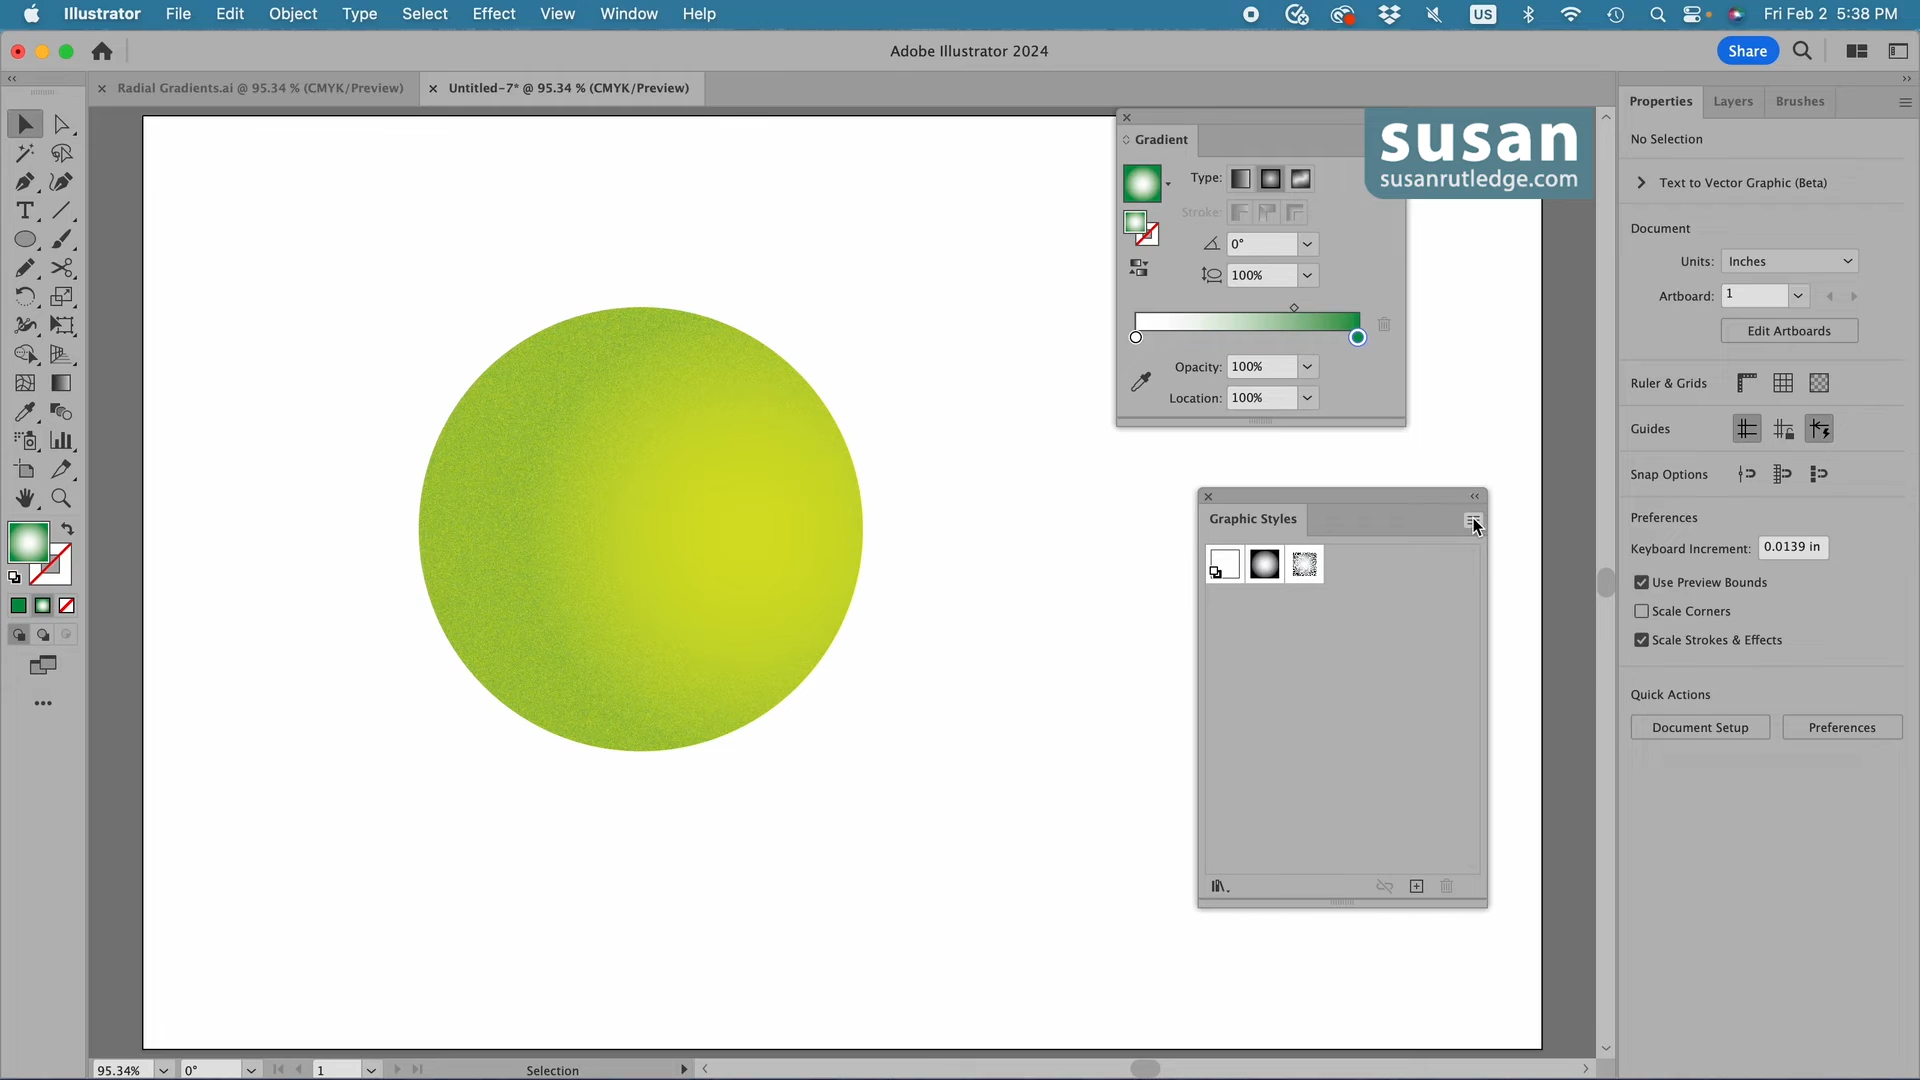 Illustrator File Edit Object Type Select Effect View Window Help
US
Fri Feb 2 5:38 PM
Adobe Illustrator 2024
Share
Radial Gradients.ai @ 95.34 % (CMYK/Preview)
Untitled-7* @ 95.34 % (CMYK/Preview)
Properties Layers Brushes
No Selection
Text to Vector Graphic (Beta)
Document
Units: Inches
Artboard: 1
Edit Artboards
Ruler & Grids
Guides
Snap Options
Preferences
Keyboard Increment: 0.0139 in
Use Preview Bounds
Scale Corners
Scale Strokes & Effects
Quick Actions
Document Setup
Preferences
susan
susanrutledge.com
Gradient
Type:
Stroke:
0°
100%
Opacity: 100%
Location: 100%
Graphic Styles
95.34%
0°
1
Selection